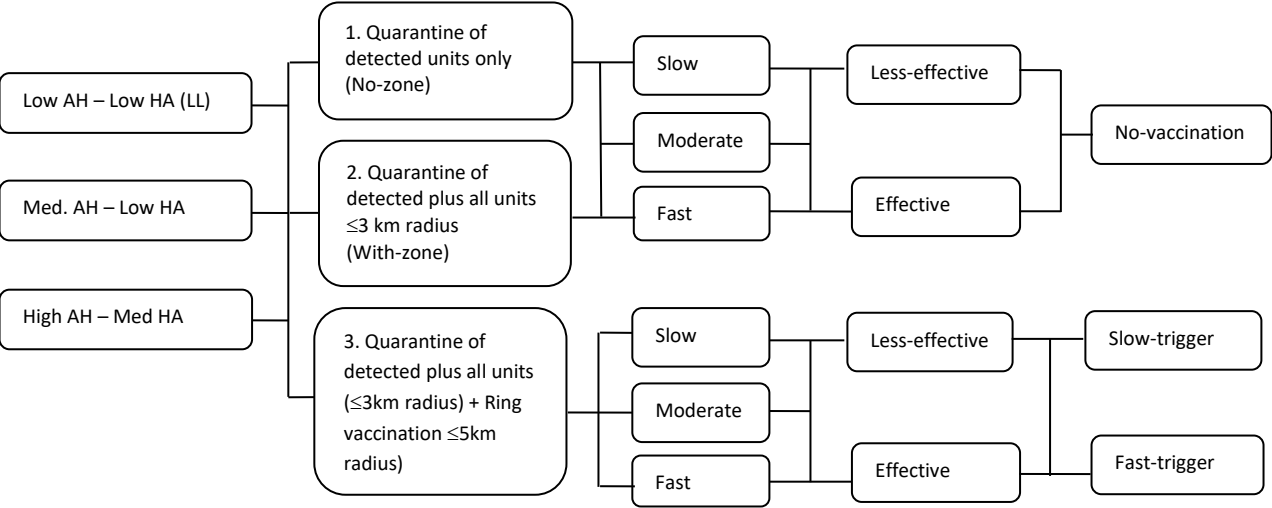 Low AH – Low HA (LL)
Med. AH – Low HA
High AH – Med HA
1. Quarantine of
detected units only
(No-zone)
2. Quarantine of
detected plus all units
≤3 km radius
(With-zone)
3. Quarantine of
detected plus all units
(≤3km radius) + Ring
vaccination ≤5km
radius)
Slow
Moderate
Fast
Less-effective
Effective
No-vaccination
Slow
Moderate
Fast
Less-effective
Effective
Slow-trigger
Fast-trigger